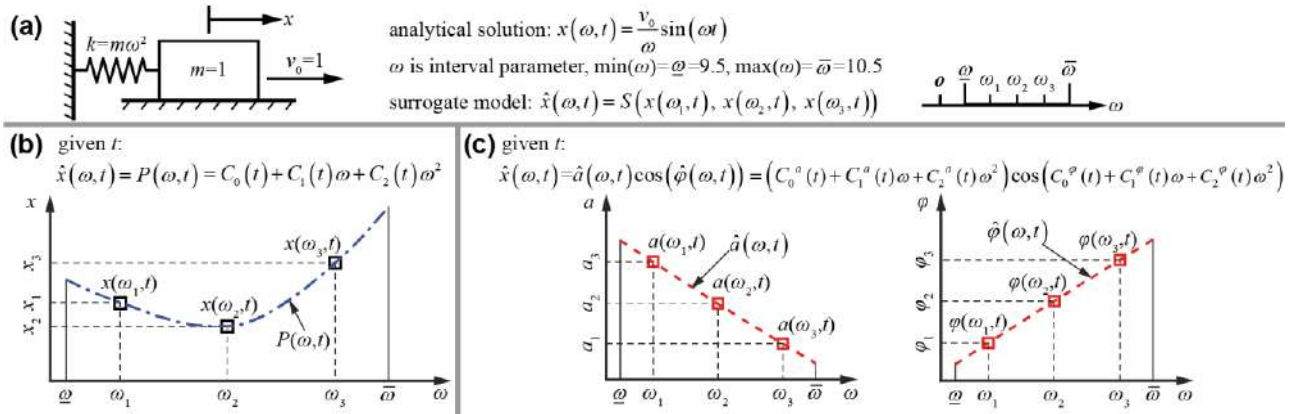 (a)
x
k=mω²
m=1
v₀=1
analytical solution: x(ω,t) = v₀/ω sin(ωt)
ω is interval parameter, min(ω)=ω̲=9.5, max(ω)=ω̅=10.5
surrogate model: x̂(ω,t) = S(x(ω₁,t), x(ω₂,t), x(ω₃,t))
o ω̲ ω₁ ω₂ ω₃ ω̅
ω
(b) given t:
x̂(ω,t) = P(ω,t) = C₀(t) + C₁(t)ω + C₂(t)ω²
x
x₃
x₁
x₂
x(ω₁,t)
x(ω₂,t)
x(ω₃,t)
P(ω,t)
ω̲ ω₁ ω₂ ω₃ ω̅ ω
(c) given t:
x̂(ω,t)=â(ω,t)cos(φ̂(ω,t)) = (C₀ᵃ(t) + C₁ᵃ(t)ω + C₂ᵃ(t)ω²)cos(C₀ᵠ(t) + C₁ᵠ(t)ω + C₂ᵠ(t)ω²)
a
a₃
a₂
a₁
a(ω₁,t)
â(ω,t)
a(ω₂,t)
a(ω₃,t)
ω̲ ω₁ ω₂ ω₃ ω̅ ω
φ
φ₃
φ₂
φ₁
φ̂(ω,t)
φ(ω₃,t)
φ(ω₂,t)
φ(ω₁,t)
ω̲ ω₁ ω₂ ω₃ ω̅ ω